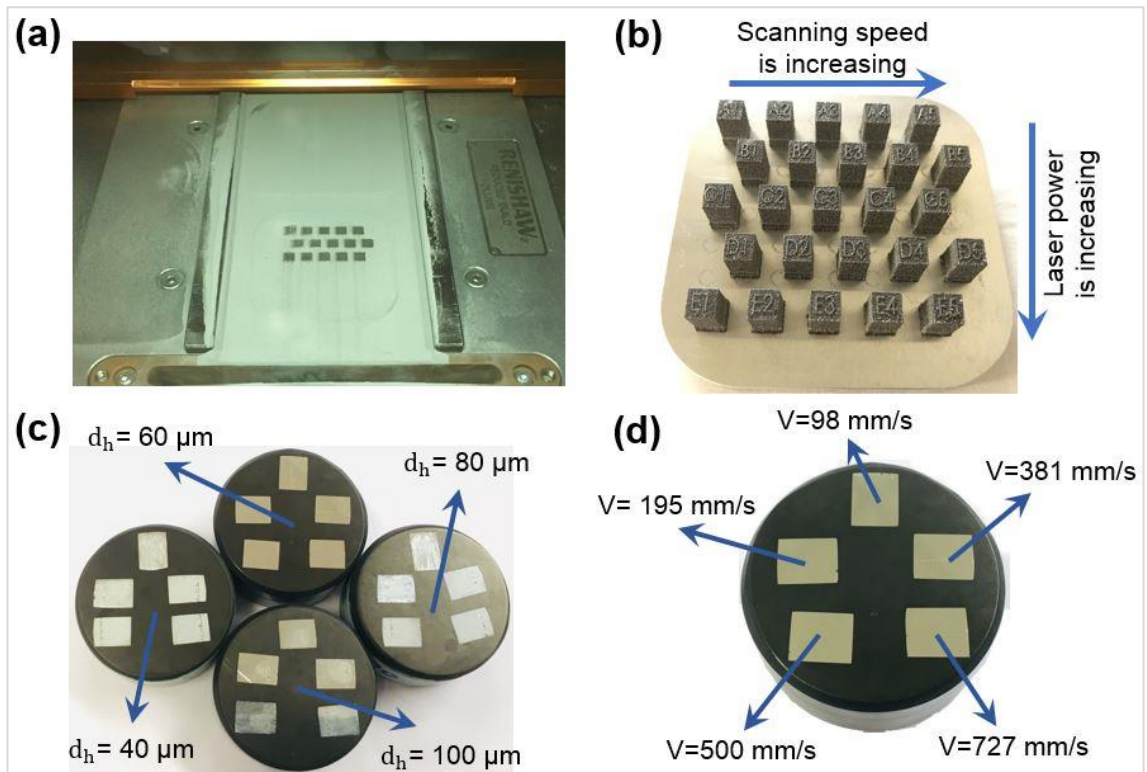 (a)
RENISHAW
(b)
Scanning speed
is increasing
Laser power
is increasing
A1 A2 A3 A4 A5
B1 B2 B3 B4 B5
C1 C2 C3 C4 C5
D1 D2 D3 D4 D5
E1 E2 E3 E4 E5
(c)
dₕ= 60 µm
dₕ= 80 µm
dₕ= 40 µm
dₕ= 100 µm
(d)
V=98 mm/s
V=381 mm/s
V= 195 mm/s
V=500 mm/s
V=727 mm/s